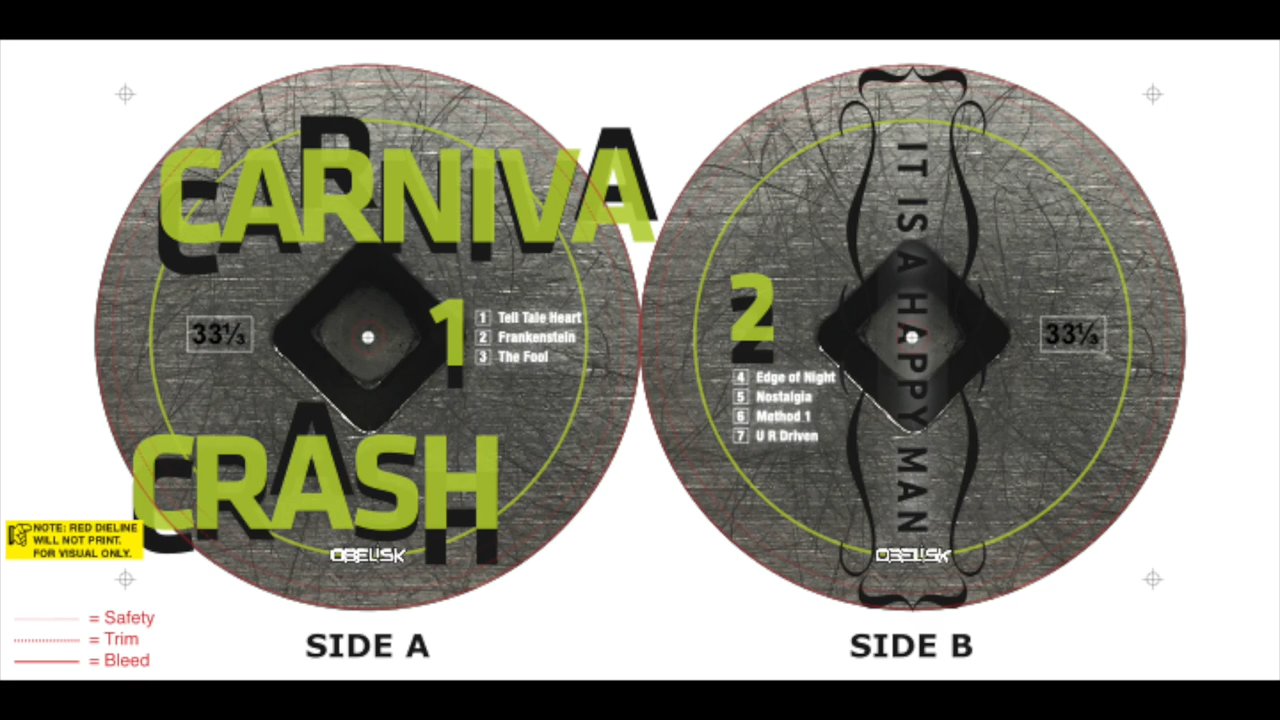 CARNIVA
33⅓
1
1 Tell Tale Heart
2 Frankenstein
3 The Fool
CRASH
OBELISK
SIDE A
IT IS A HAPPY MAN
2
33⅓
4 Edge of Night
5 Nostalgia
6 Method 1
7 U R Driven
OBELISK
SIDE B
NOTE: RED DIELINE
WILL NOT PRINT.
FOR VISUAL ONLY.
= Safety
= Trim
= Bleed